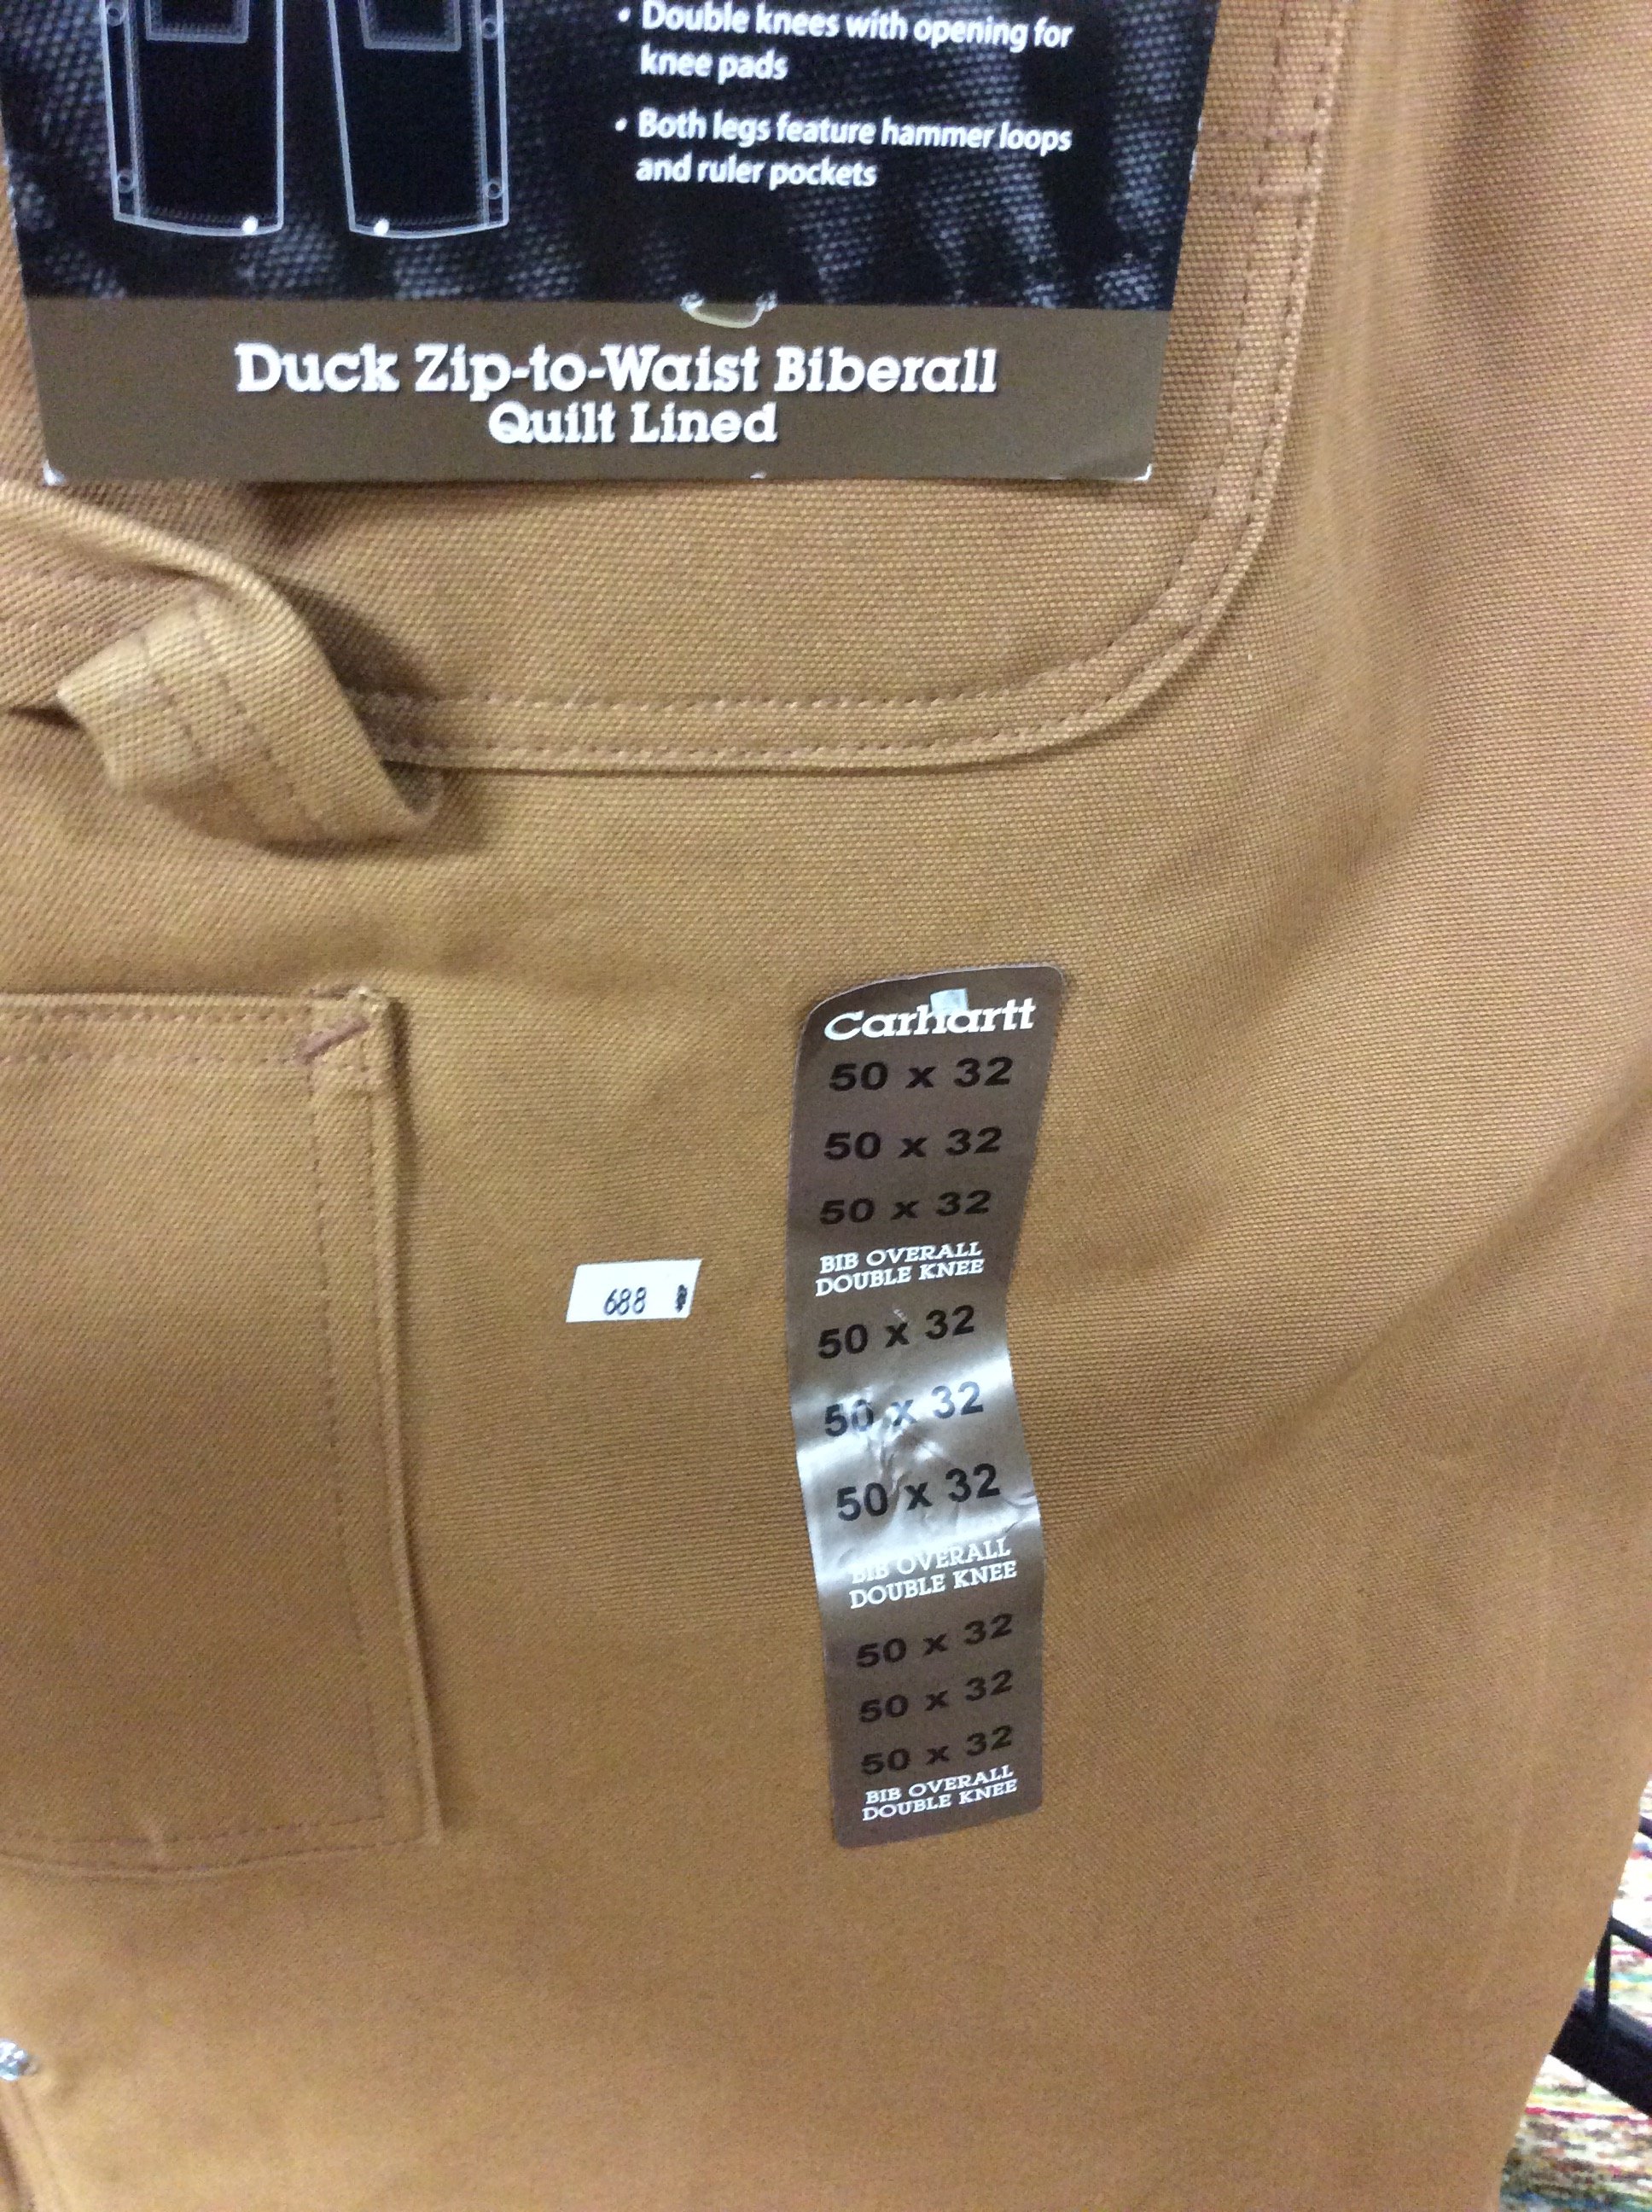 • Double knees with opening for
knee pads
• Both legs feature hammer loops
and ruler pockets
Duck Zip-to-Waist Biberall
Quilt Lined
Carhartt
50 x 32
50 x 32
50 x 32
BIB OVERALL
DOUBLE KNEE
688
50 x 32
50 x 32
50 x 32
BIB OVERALL
DOUBLE KNEE
50 x 32
50 x 32
50 x 32
BIB OVERALL
DOUBLE KNEE